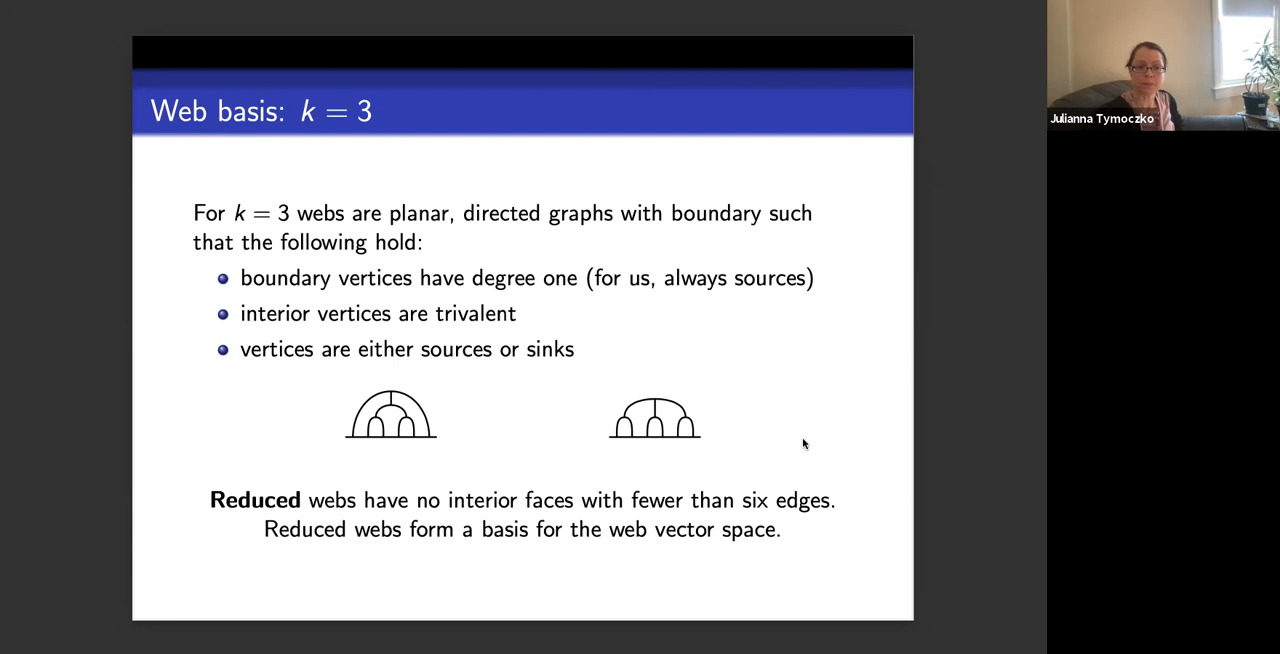 Web basis: k = 3
For k = 3 webs are planar, directed graphs with boundary such
that the following hold:
boundary vertices have degree one (for us, always sources)
interior vertices are trivalent
vertices are either sources or sinks
Reduced webs have no interior faces with fewer than six edges.
Reduced webs form a basis for the web vector space.
Julianna Tymoczko